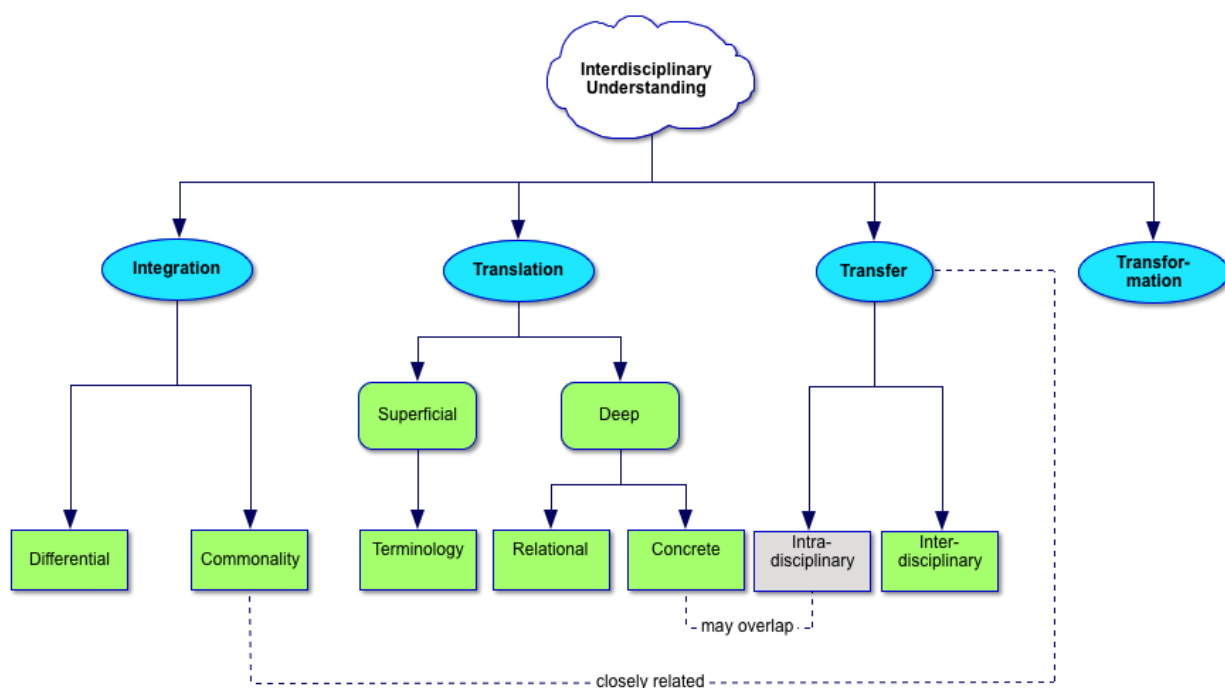 Interdisciplinary
Understanding
Integration
Translation
Transfer
Transfor-
mation
Superficial
Deep
Differential
Commonality
Terminology
Relational
Concrete
Intra-
disciplinary
Inter-
disciplinary
may overlap
closely related